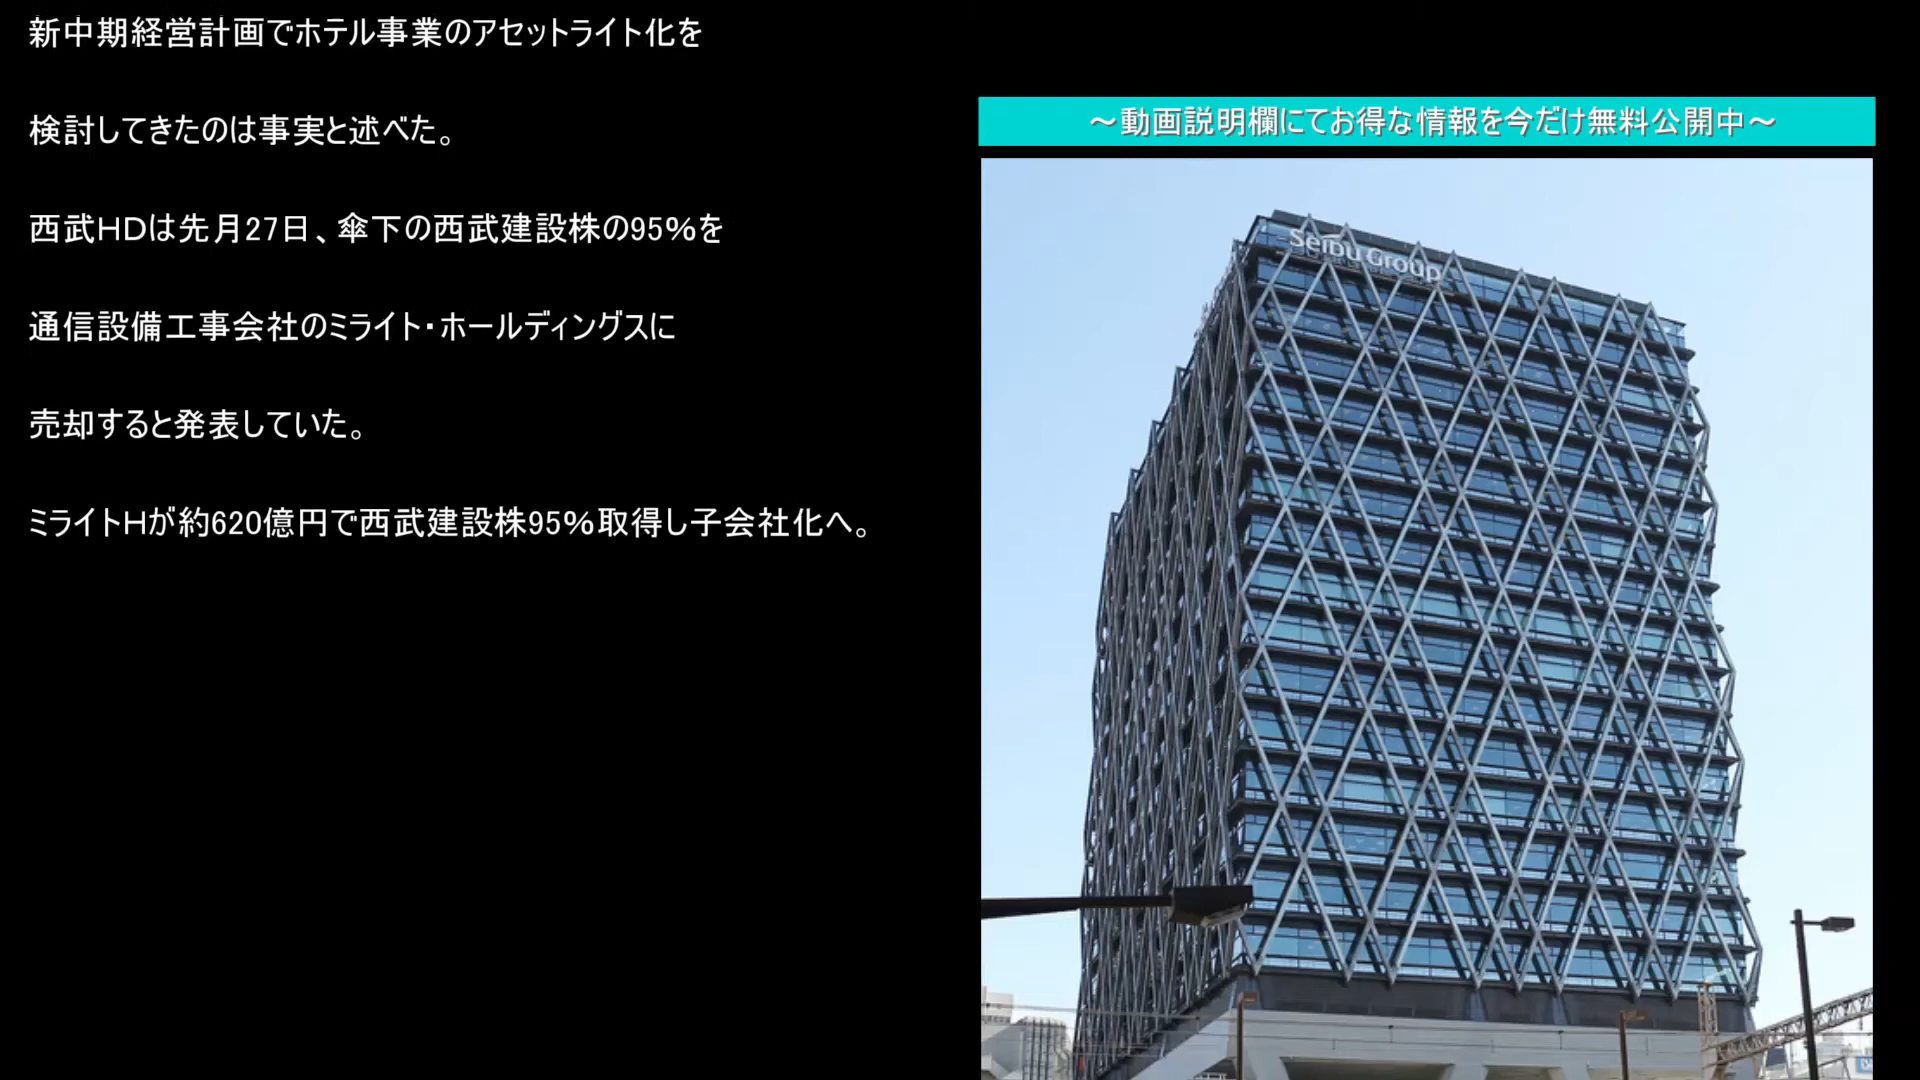 新中期経営計画でホテル事業のアセットライト化を
検討してきたのは事実と述べた。
西武HDは先月27日、傘下の西武建設株の95%を
通信設備工事会社のミライト・ホールディングスに
売却すると発表していた。
ミライトHが約620億円で西武建設株95%取得し子会社化へ。
～動画説明欄にてお得な情報を今だけ無料公開中～
Seibu Group